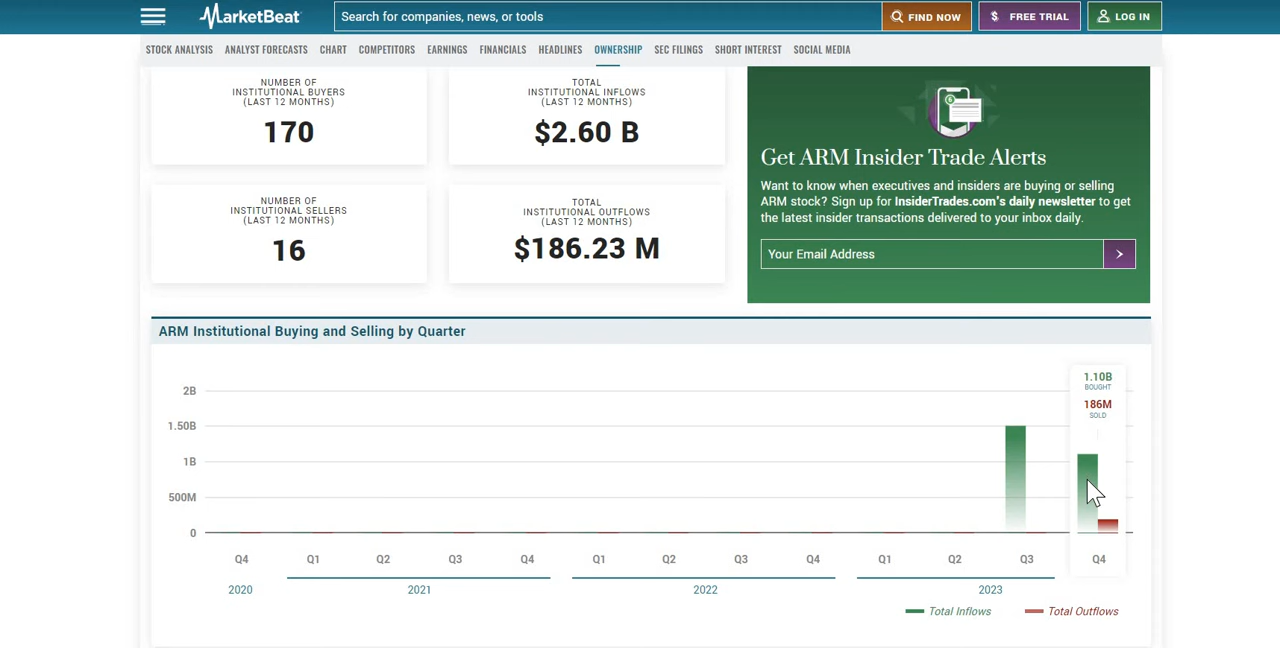 MarketBeat
Search for companies, news, or tools
FIND NOW
$ FREE TRIAL
LOG IN
STOCK ANALYSIS ANALYST FORECASTS CHART COMPETITORS EARNINGS FINANCIALS HEADLINES OWNERSHIP SEC FILINGS SHORT INTEREST SOCIAL MEDIA
NUMBER OF
INSTITUTIONAL BUYERS
(LAST 12 MONTHS)
170
TOTAL
INSTITUTIONAL INFLOWS
(LAST 12 MONTHS)
$2.60 B
NUMBER OF
INSTITUTIONAL SELLERS
(LAST 12 MONTHS)
16
TOTAL
INSTITUTIONAL OUTFLOWS
(LAST 12 MONTHS)
$186.23 M
Get ARM Insider Trade Alerts
Want to know when executives and insiders are buying or selling
ARM stock? Sign up for InsiderTrades.com's daily newsletter to get
the latest insider transactions delivered to your inbox daily.
Your Email Address
ARM Institutional Buying and Selling by Quarter
2B
1.50B
1B
500M
0
1.10B
BOUGHT
186M
SOLD
Q4 Q1 Q2 Q3 Q4 Q1 Q2 Q3 Q4 Q1 Q2 Q3 Q4
2020 2021 2022 2023
Total Inflows Total Outflows